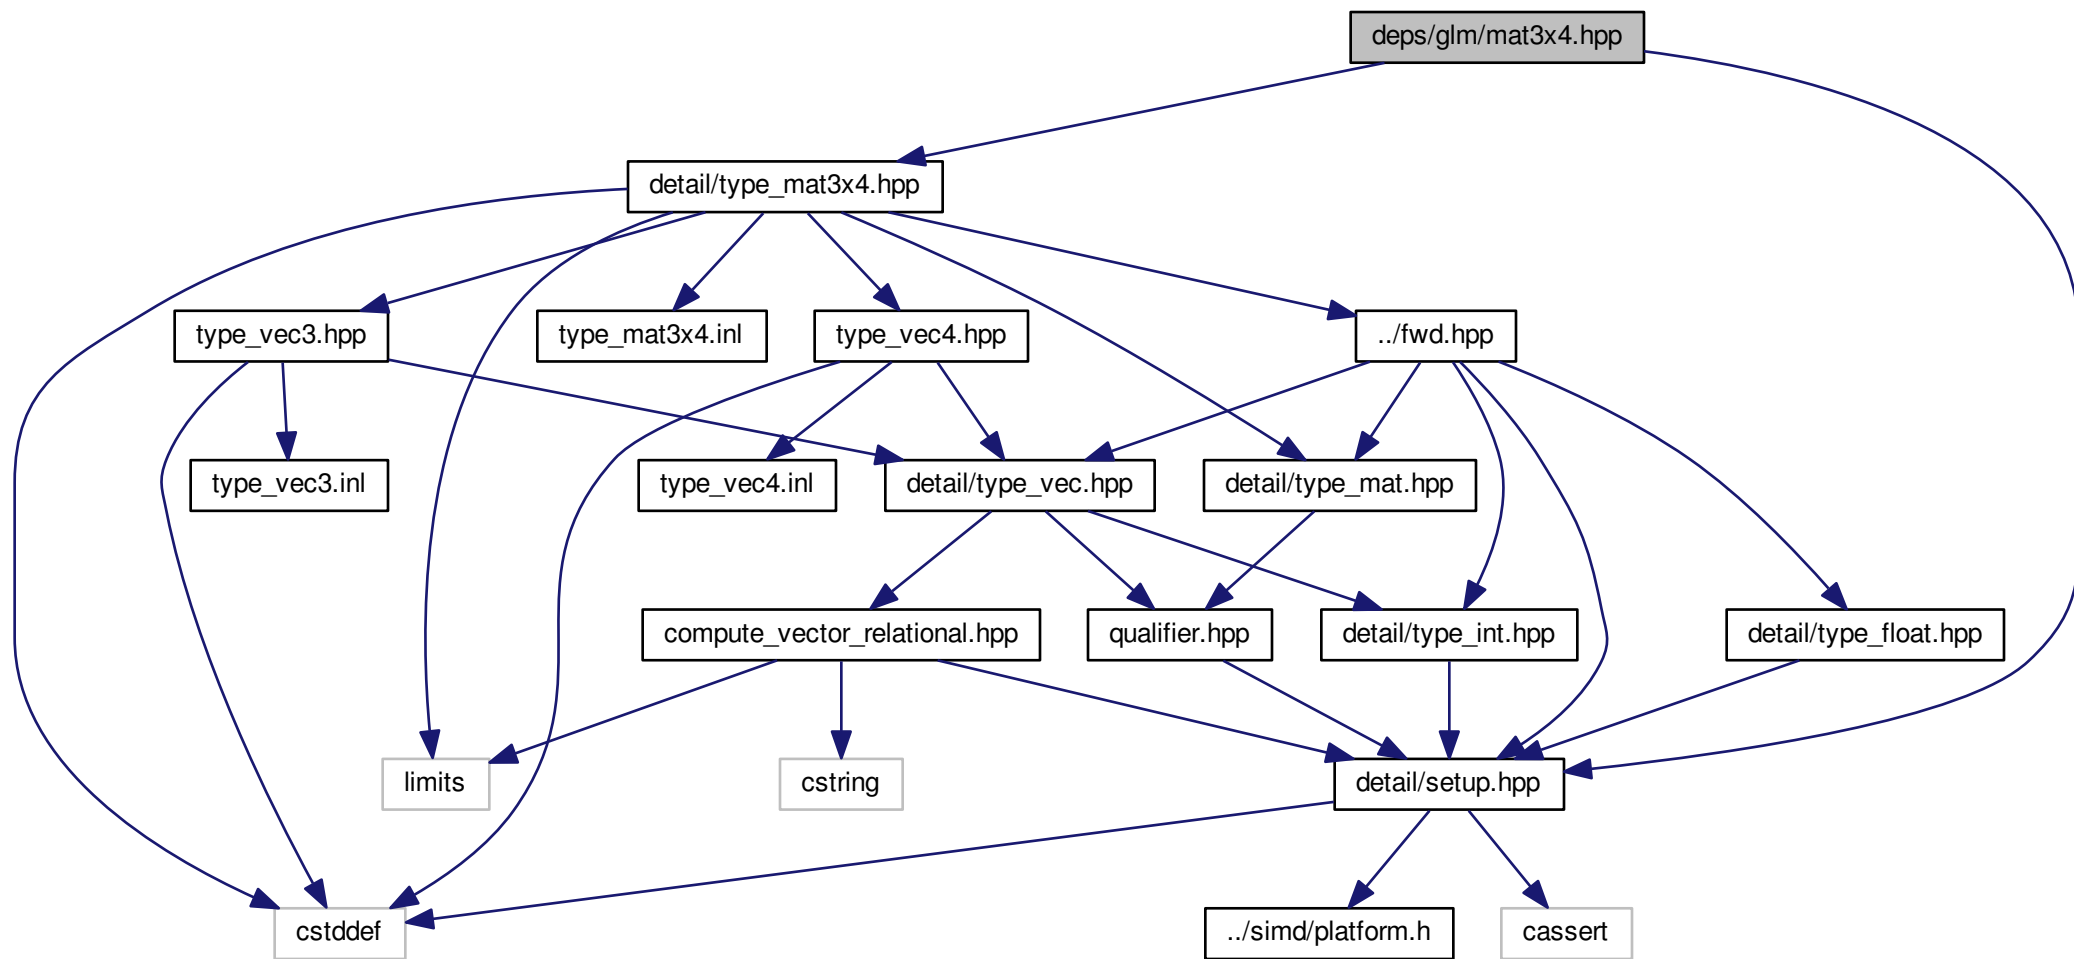 deps/glm/mat3x4.hpp
detail/type_mat3x4.hpp
type_vec3.hpp
type_mat3x4.inl
type_vec4.hpp
../fwd.hpp
type_vec3.inl
type_vec4.inl
detail/type_vec.hpp
detail/type_mat.hpp
compute_vector_relational.hpp
qualifier.hpp
detail/type_int.hpp
detail/type_float.hpp
limits
cstring
detail/setup.hpp
cstddef
../simd/platform.h
cassert